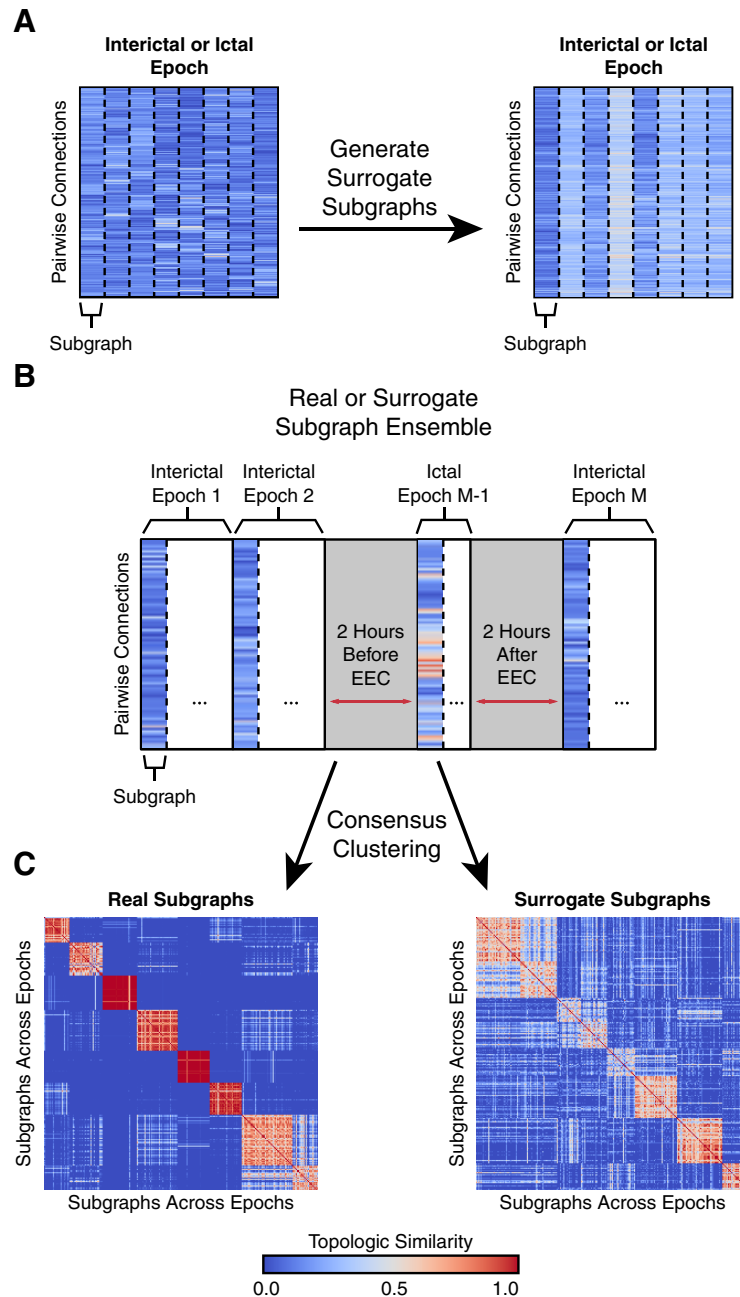 A
Interictal or Ictal
Epoch
Interictal or Ictal
Epoch
Pairwise Connections
Generate
Surrogate
Subgraphs
Pairwise Connections
Subgraph
Subgraph
B
Real or Surrogate
Subgraph Ensemble
Interictal
Epoch 1
Interictal
Epoch 2
Ictal
Epoch M-1
Interictal
Epoch M
Pairwise Connections
2 Hours
Before
EEC
2 Hours
After
EEC
...
...
...
...
Subgraph
Consensus
Clustering
C
Real Subgraphs
Surrogate Subgraphs
Subgraphs Across Epochs
Subgraphs Across Epochs
Subgraphs Across Epochs
Subgraphs Across Epochs
Topologic Similarity
0.0 0.5 1.0